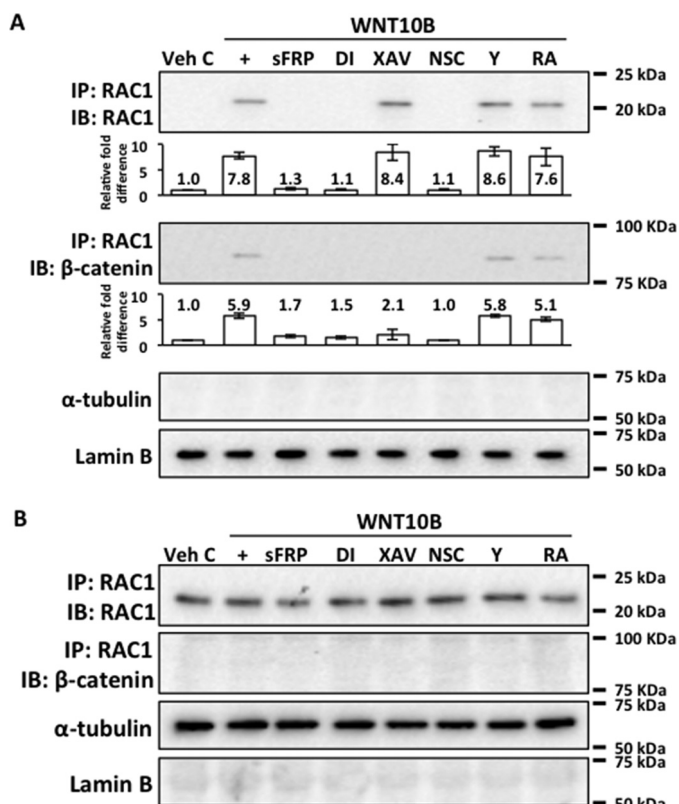 A
WNT10B
Veh C + sFRP DI XAV NSC Y RA
IP: RAC1
IB: RAC1
25 kDa
20 kDa
Relative fold
difference
10
5
0
1.0 7.8 1.3 1.1 8.4 1.1 8.6 7.6
IP: RAC1
IB: β-catenin
100 KDa
75 KDa
Relative fold
difference
10
5
0
1.0 5.9 1.7 1.5 2.1 1.0 5.8 5.1
α-tubulin
75 kDa
50 kDa
Lamin B
75 kDa
50 kDa
B
WNT10B
Veh C + sFRP DI XAV NSC Y RA
IP: RAC1
IB: RAC1
25 kDa
20 kDa
IP: RAC1
IB: β-catenin
100 KDa
75 KDa
α-tubulin
75 kDa
50 kDa
Lamin B
75 kDa
50 kDa